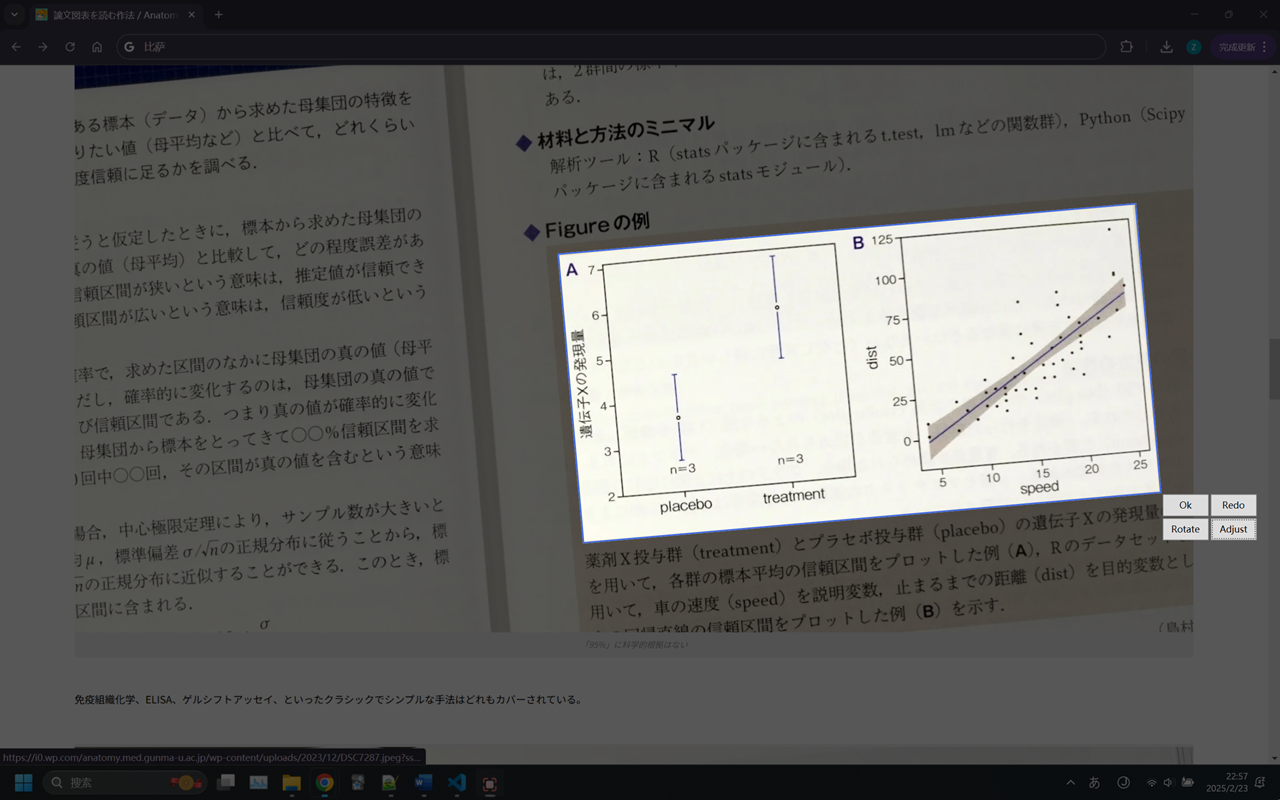 論文図表を読む作法 / Anatom
比萨
完成更新
ある標本（データ）から求めた母集団の特徴を
りたい値（母平均など）と比べて，どれくらい
度信頼に足るかを調べる．
うと仮定したときに，標本から求めた母集団の
真の値（母平均）と比較して，どの程度誤差があ
信頼区間が狭いという意味は，推定値が信頼でき
頼区間が広いという意味は，信頼度が低いという
率で，求めた区間のなかに母集団の真の値（母平
だし，確率的に変化するのは，母集団の真の値で
び信頼区間である．つまり真の値が確率的に変化
母集団から標本をとってきて〇〇%信頼区間を求
回中〇〇回，その区間が真の値を含むという意味
場合，中心極限定理により，サンプル数が大きいと
均μ，標準偏差σ/√nの正規分布に従うことから，標
nの正規分布に近似することができる．このとき，標
区間に含まれる．
σ
は，2群間の標準
ある．
◆ 材料と方法のミニマル
解析ツール：R（stats パッケージに含まれる t.test，lm などの関数群），Python（Scipy
パッケージに含まれる stats モジュール）．
◆ Figureの例
A
7
6
5
4
3
2
遺伝子Xの発現量
n=3
n=3
placebo
treatment
B
125
100
75
50
25
0
dist
5
10
15
20
25
speed
薬剤X投与群（treatment）とプラセボ投与群（placebo）の遺伝子Xの発現量
を用いて，各群の標本平均の信頼区間をプロットした例（A），Rのデータセット
用いて，車の速度（speed）を説明変数，止まるまでの距離（dist）を目的変数とし
回帰直線の信頼区間をプロットした例（B）を示す．
（島村
Ok
Redo
Rotate
Adjust
「95%」に科学的根拠はない
免疫組織化学、ELISA、ゲルシフトアッセイ、といったクラシックでシンプルな手法はどれもカバーされている。
https://i0.wp.com/anatomy.med.gunma-u.ac.jp/wp-content/uploads/2023/12/DSC7287.jpeg?ss...
搜索
あ
22:57
2025/2/23